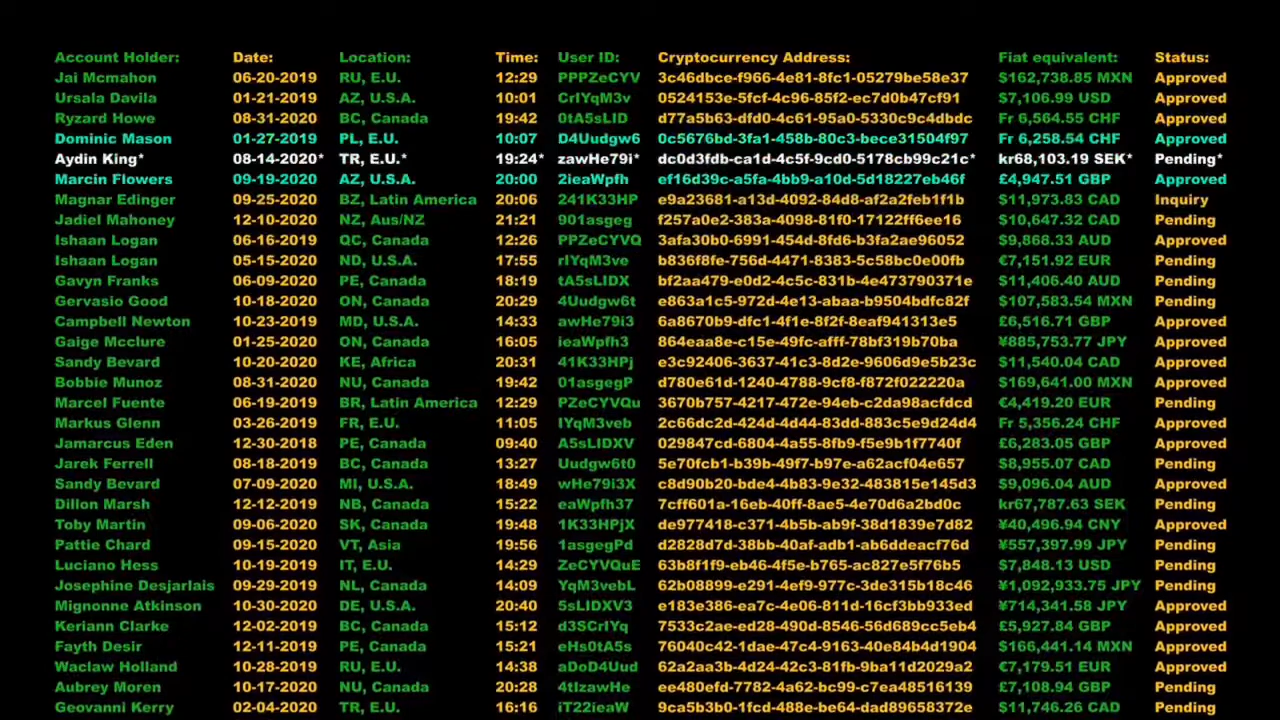 Account Holder: Date: Location: Time: User ID: Cryptocurrency Address: Fiat equivalent: Status:
Jai Mcmahon 06-20-2019 RU, E.U. 12:29 PPPZeCYV 3c46dbce-f966-4e81-8fc1-05279be58e37 $162,738.85 MXN Approved
Ursala Davila 01-21-2019 AZ, U.S.A. 10:01 CrIYqM3v 0524153e-5fcf-4c96-85f2-ec7d0b47cf91 $7,106.99 USD Approved
Ryzard Howe 08-31-2020 BC, Canada 19:42 0tA5sLID d77a5b63-dfd0-4c61-95a0-5330c9c4dbdc Fr 6,564.55 CHF Approved
Dominic Mason 01-27-2019 PL, E.U. 10:07 D4Uudgw6 0c5676bd-3fa1-458b-80c3-bece31504f97 Fr 6,258.54 CHF Approved
Aydin King* 08-14-2020* TR, E.U.* 19:24* zawHe79i* dc0d3fdb-ca1d-4c5f-9cd0-5178cb99c21c* kr68,103.19 SEK* Pending*
Marcin Flowers 09-19-2020 AZ, U.S.A. 20:00 2ieaWpfh ef16d39c-a5fa-4bb9-a10d-5d18227eb46f £4,947.51 GBP Approved
Magnar Edinger 09-25-2020 BZ, Latin America 20:06 241K33HP e9a23681-a13d-4092-84d8-af2a2feb1f1b $11,973.83 CAD Inquiry
Jadiel Mahoney 12-10-2020 NZ, Aus/NZ 21:21 901asgeg f257a0e2-383a-4098-81f0-17122ff6ee16 $10,647.32 CAD Pending
Ishaan Logan 06-16-2019 QC, Canada 12:26 PPZeCYVQ 3afa30b0-6991-454d-8fd6-b3fa2ae96052 $9,868.33 AUD Approved
Ishaan Logan 05-15-2020 ND, U.S.A. 17:55 rIYqM3ve b836f8fe-756d-4471-8383-5c58bc0e00fb €7,151.92 EUR Pending
Gavyn Franks 06-09-2020 PE, Canada 18:19 tA5sLIDX bf2aa479-e0d2-4c5c-831b-4e473790371e $11,406.40 AUD Pending
Gervasio Good 10-18-2020 ON, Canada 20:29 4Uudgw6t e863a1c5-972d-4e13-abaa-b9504bdfc82f $107,583.54 MXN Pending
Campbell Newton 10-23-2019 MD, U.S.A. 14:33 awHe79i3 6a8670b9-dfc1-4f1e-8f2f-8eaf941313e5 £6,516.71 GBP Approved
Gaige Mcclure 01-25-2020 ON, Canada 16:05 ieaWpfh3 864eaa8e-c15e-49fc-afff-78bf319b70ba ¥885,753.77 JPY Approved
Sandy Bevard 10-20-2020 KE, Africa 20:31 41K33HPj e3c92406-3637-41c3-8d2e-9606d9e5b23c $11,540.04 CAD Approved
Bobbie Munoz 08-31-2020 NU, Canada 19:42 01asgegP d780e61d-1240-4788-9cf8-f872f022220a $169,641.00 MXN Approved
Marcel Fuente 06-19-2019 BR, Latin America 12:29 PZeCYVQu 3670b757-4217-472e-94eb-c2da98acfdcd €4,419.20 EUR Pending
Markus Glenn 03-26-2019 FR, E.U. 11:05 IYqM3veb 2c66dc2d-424d-4d44-83dd-883c5e9d24d4 Fr 5,356.24 CHF Approved
Jamarcus Eden 12-30-2018 PE, Canada 09:40 A5sLIDXV 029847cd-6804-4a55-8fb9-f5e9b1f7740f £6,283.05 GBP Approved
Jarek Ferrell 08-18-2019 BC, Canada 13:27 Uudgw6t0 5e70fcb1-b39b-49f7-b97e-a62acf04e657 $8,955.07 CAD Pending
Sandy Bevard 07-09-2020 MI, U.S.A. 18:49 wHe79i3X c8d90b20-bde4-4b83-9e32-483815e145d3 $9,096.04 AUD Pending
Dillon Marsh 12-12-2019 NB, Canada 15:22 eaWpfh37 7cff601a-16eb-40ff-8ae5-4e70d6a2bd0c kr67,787.63 SEK Pending
Toby Martin 09-06-2020 SK, Canada 19:48 1K33HPjX de977418-c371-4b5b-ab9f-38d1839e7d82 ¥40,496.94 CNY Approved
Pattie Chard 09-15-2020 VT, Asia 19:56 1asgegPd d2828d7d-38bb-40af-adb1-ab6ddeacf76d ¥557,397.99 JPY Pending
Luciano Hess 10-19-2019 IT, E.U. 14:29 ZeCYVQuE 63b8f1f9-eb46-4f5e-b765-ac827e5f76b5 $7,848.13 USD Pending
Josephine Desjarlais 09-29-2019 NL, Canada 14:09 YqM3vebL 62b08899-e291-4ef9-977c-3de315b18c46 ¥1,092,933.75 JPY Pending
Mignonne Atkinson 10-30-2020 DE, U.S.A. 20:40 5sLIDXV3 e183e386-ea7c-4e06-811d-16cf3bb933ed ¥714,341.58 JPY Approved
Keriann Clarke 12-02-2019 BC, Canada 15:12 d3SCrIYq 7533c2ae-ed28-490d-8546-56d689cc5eb4 £5,927.84 GBP Approved
Fayth Desir 12-11-2019 PE, Canada 15:21 eHs0tA5s 76040c42-1dae-47c4-9163-40e84b4d1904 $166,441.14 MXN Pending
Waclaw Holland 10-28-2019 RU, E.U. 14:38 aDoD4Uud 62a2aa3b-4d24-42c3-81fb-9ba11d2029a2 €7,179.51 EUR Approved
Aubrey Moren 10-17-2020 NU, Canada 20:28 4tIzawHe ee480efd-7782-4a62-bc99-c7ea48516139 £7,108.94 GBP Pending
Geovanni Kerry 02-04-2020 TR, E.U. 16:16 iT22ieaW 9ca5b3b0-1fcd-488e-be64-dad89658372e $11,746.26 CAD Pending